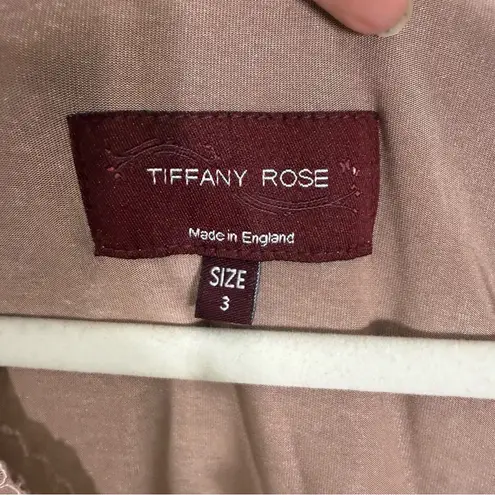 TIFFANY ROSE
Made in England
SIZE
3